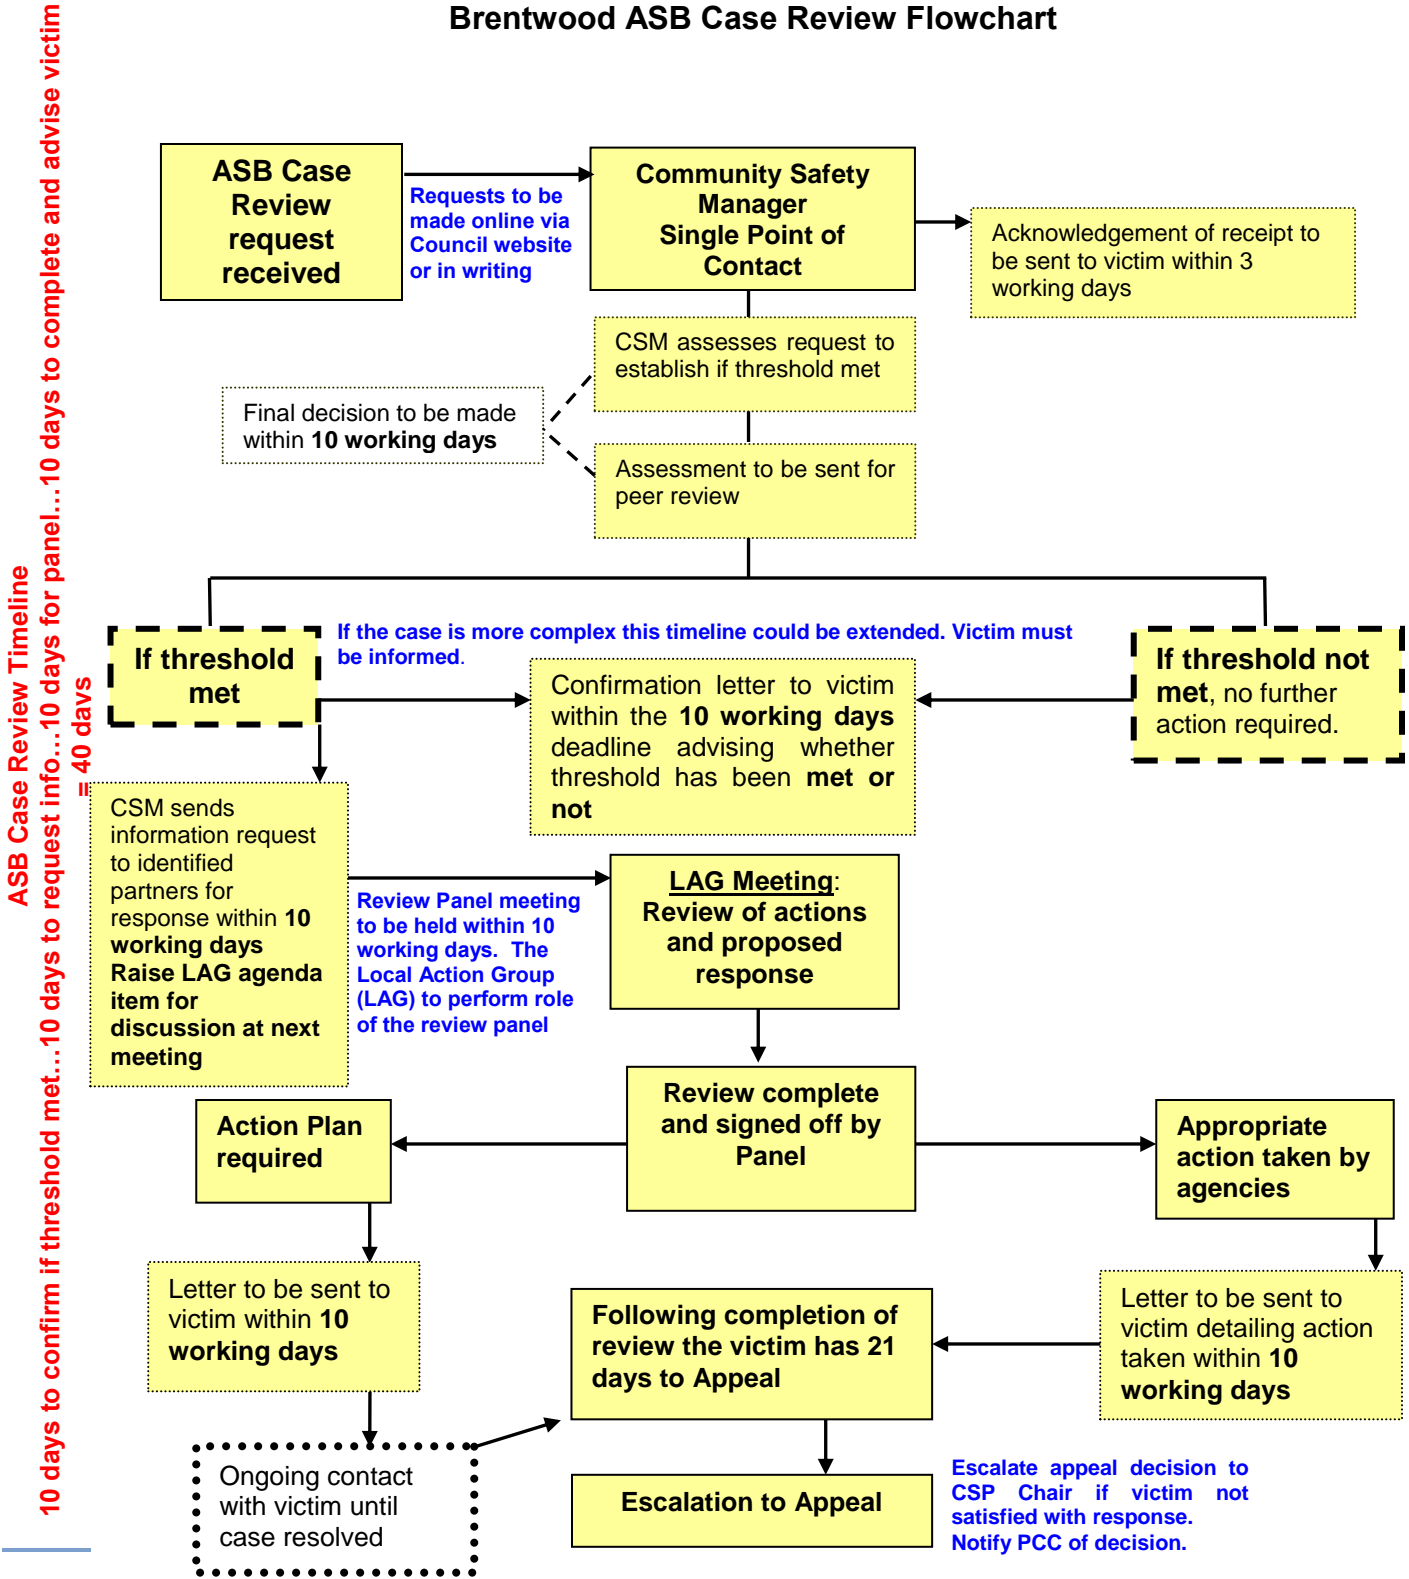 Brentwood ASB Case Review Flowchart
ASB Case Review Timeline
10 days to confirm if threshold met…10 days to request info…10 days for panel…10 days to complete and advise victim
= 40 days
ASB Case
Review
request
received
Requests to be
made online via
Council website
or in writing
Community Safety
Manager
Single Point of
Contact
Acknowledgement of receipt to
be sent to victim within 3
working days
CSM assesses request to
establish if threshold met
Final decision to be made
within 10 working days
Assessment to be sent for
peer review
If threshold
met
If the case is more complex this timeline could be extended. Victim must
be informed.
If threshold not
met, no further
action required.
Confirmation letter to victim
within the 10 working days
deadline advising whether
threshold has been met or
not
CSM sends
information request
to identified
partners for
response within 10
working days
Raise LAG agenda
item for
discussion at next
meeting
Review Panel meeting
to be held within 10
working days. The
Local Action Group
(LAG) to perform role
of the review panel
LAG Meeting:
Review of actions
and proposed
response
Review complete
and signed off by
Panel
Action Plan
required
Appropriate
action taken by
agencies
Letter to be sent to
victim within 10
working days
Following completion of
review the victim has 21
days to Appeal
Letter to be sent to
victim detailing action
taken within 10
working days
Ongoing contact
with victim until
case resolved
Escalation to Appeal
Escalate appeal decision to
CSP Chair if victim not
satisfied with response.
Notify PCC of decision.